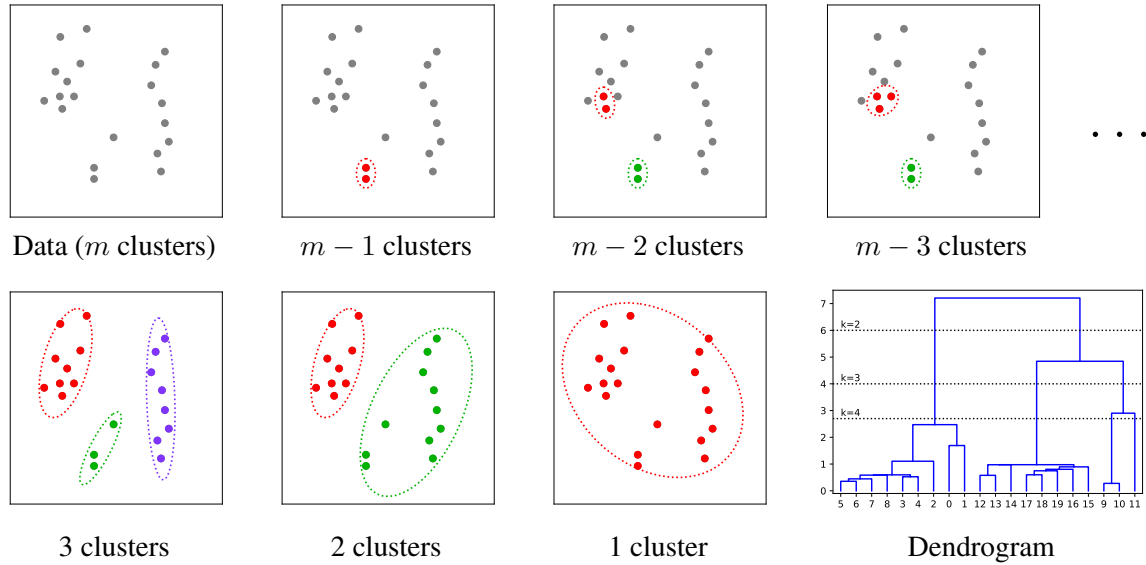 Data (m clusters)
m − 1 clusters
m − 2 clusters
m − 3 clusters
. . .
7
6
5
4
3
2
1
0
k=2
k=3
k=4
5 6 7 8 3 4 2 0 1 12 13 14 17 18 19 16 15 9 10 11
3 clusters
2 clusters
1 cluster
Dendrogram